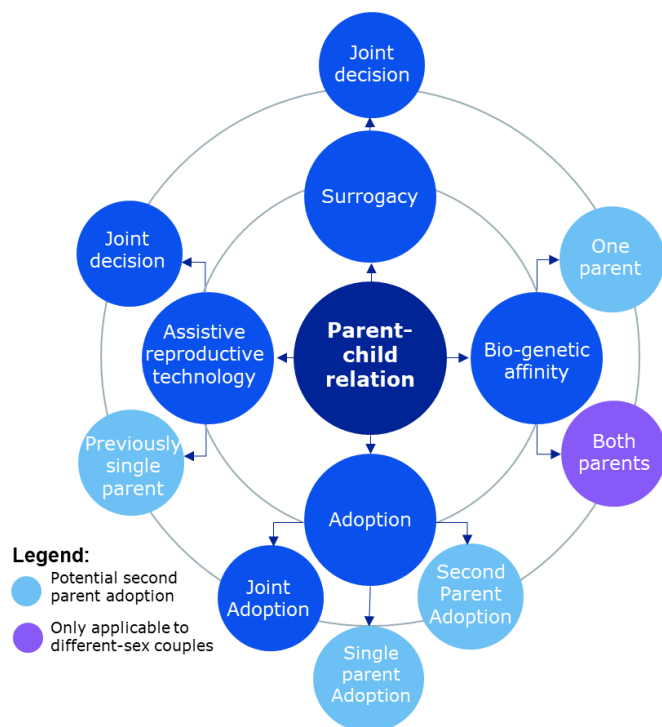 Joint
decision
Surrogacy
Joint
decision
One
parent
Assistive
reproductive
technology
Parent-
child
relation
Bio-genetic
affinity
Previously
single
parent
Both
parents
Adoption
Legend:
Potential second
parent adoption
Only applicable to
different-sex couples
Joint
Adoption
Second
Parent
Adoption
Single
parent
Adoption